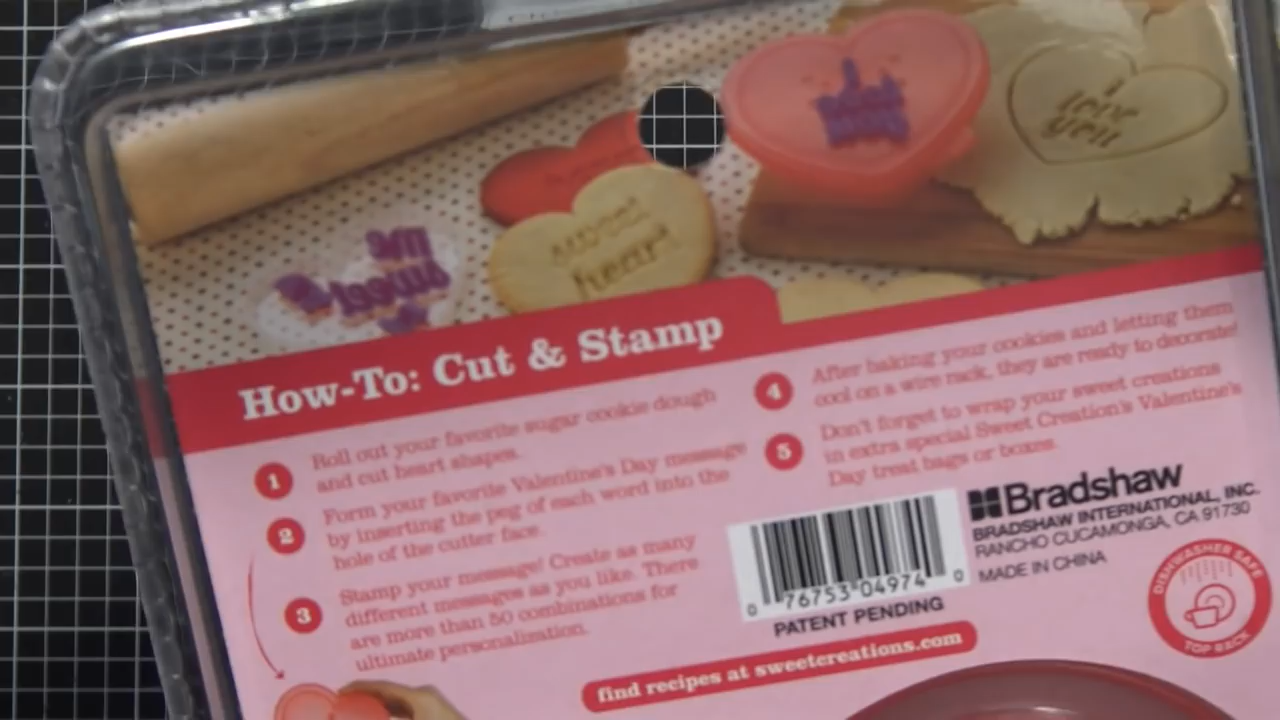 i
love
you
sweet
heart
How-To: Cut & Stamp
1 Roll out your favorite sugar cookie dough
and cut heart shapes.
2 Form your favorite Valentine's Day message
by inserting the peg of each word into the
hole of the cutter face.
3 Stamp your message! Create as many
different messages as you like. There
are more than 50 combinations for
ultimate personalization.
4 After baking your cookies and letting them
cool on a wire rack, they are ready to decorate!
5 Don't forget to wrap your sweet creations
in extra special Sweet Creation's Valentine's
Day treat bags or boxes.
Bradshaw
BRADSHAW INTERNATIONAL, INC.
RANCHO CUCAMONGA, CA 91730
MADE IN CHINA
0 76753 04974 0
PATENT PENDING
DISHWASHER SAFE
TOP RACK
find recipes at sweetcreations.com